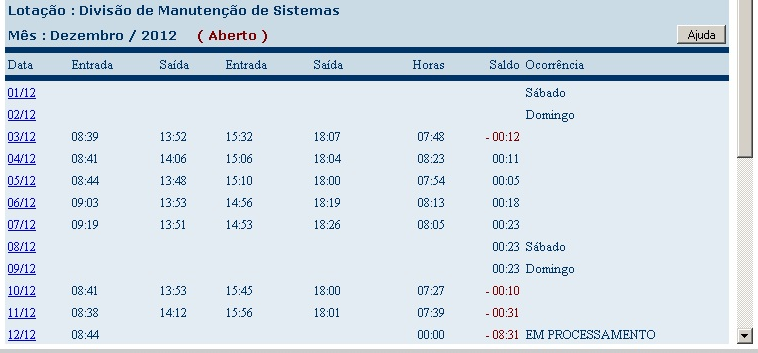 Lotação : Divisão de Manutenção de Sistemas
Mês : Dezembro / 2012 ( Aberto ) Ajuda
Data Entrada Saída Entrada Saída Horas Saldo Ocorrência
01/12 Sábado
02/12 Domingo
03/12 08:39 13:52 15:32 18:07 07:48 - 00:12
04/12 08:41 14:06 15:06 18:04 08:23 00:11
05/12 08:44 13:48 15:10 18:00 07:54 00:05
06/12 09:03 13:53 14:56 18:19 08:13 00:18
07/12 09:19 13:51 14:53 18:26 08:05 00:23
08/12 00:23 Sábado
09/12 00:23 Domingo
10/12 08:41 13:53 15:45 18:00 07:27 - 00:10
11/12 08:38 14:12 15:56 18:01 07:39 - 00:31
12/12 08:44 00:00 - 08:31 EM PROCESSAMENTO